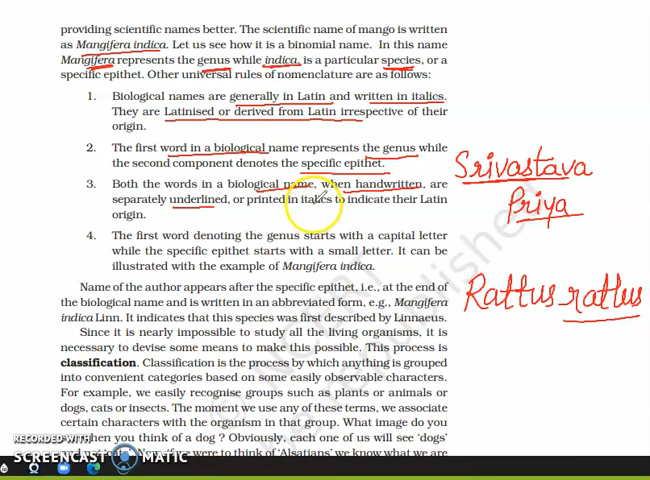 providing scientific names better. The scientific name of mango is written
as Mangifera indica. Let us see how it is a binomial name. In this name
Mangifera represents the genus while indica, is a particular species, or a
specific epithet. Other universal rules of nomenclature are as follows:
1. Biological names are generally in Latin and written in italics.
They are Latinised or derived from Latin irrespective of their
origin.
2. The first word in a biological name represents the genus while
the second component denotes the specific epithet.
3. Both the words in a biological name, when handwritten, are
separately underlined, or printed in italics to indicate their Latin
origin.
4. The first word denoting the genus starts with a capital letter
while the specific epithet starts with a small letter. It can be
illustrated with the example of Mangifera indica.
Srivastava
Priya
Rattus rattus
Name of the author appears after the specific epithet, i.e., at the end of
the biological name and is written in an abbreviated form, e.g., Mangifera
indica Linn. It indicates that this species was first described by Linnaeus.
Since it is nearly impossible to study all the living organisms, it is
necessary to devise some means to make this possible. This process is
classification. Classification is the process by which anything is grouped
into convenient categories based on some easily observable characters.
For example, we easily recognise groups such as plants or animals or
dogs, cats or insects. The moment we use any of these terms, we associate
certain characters with the organism in that group. What image do you
when you think of a dog ? Obviously, each one of us will see 'dogs'
were to think of 'Alsatians' we know what we are
© NCERT
republished
RECORDED WITH
SCREENCAST MATIC